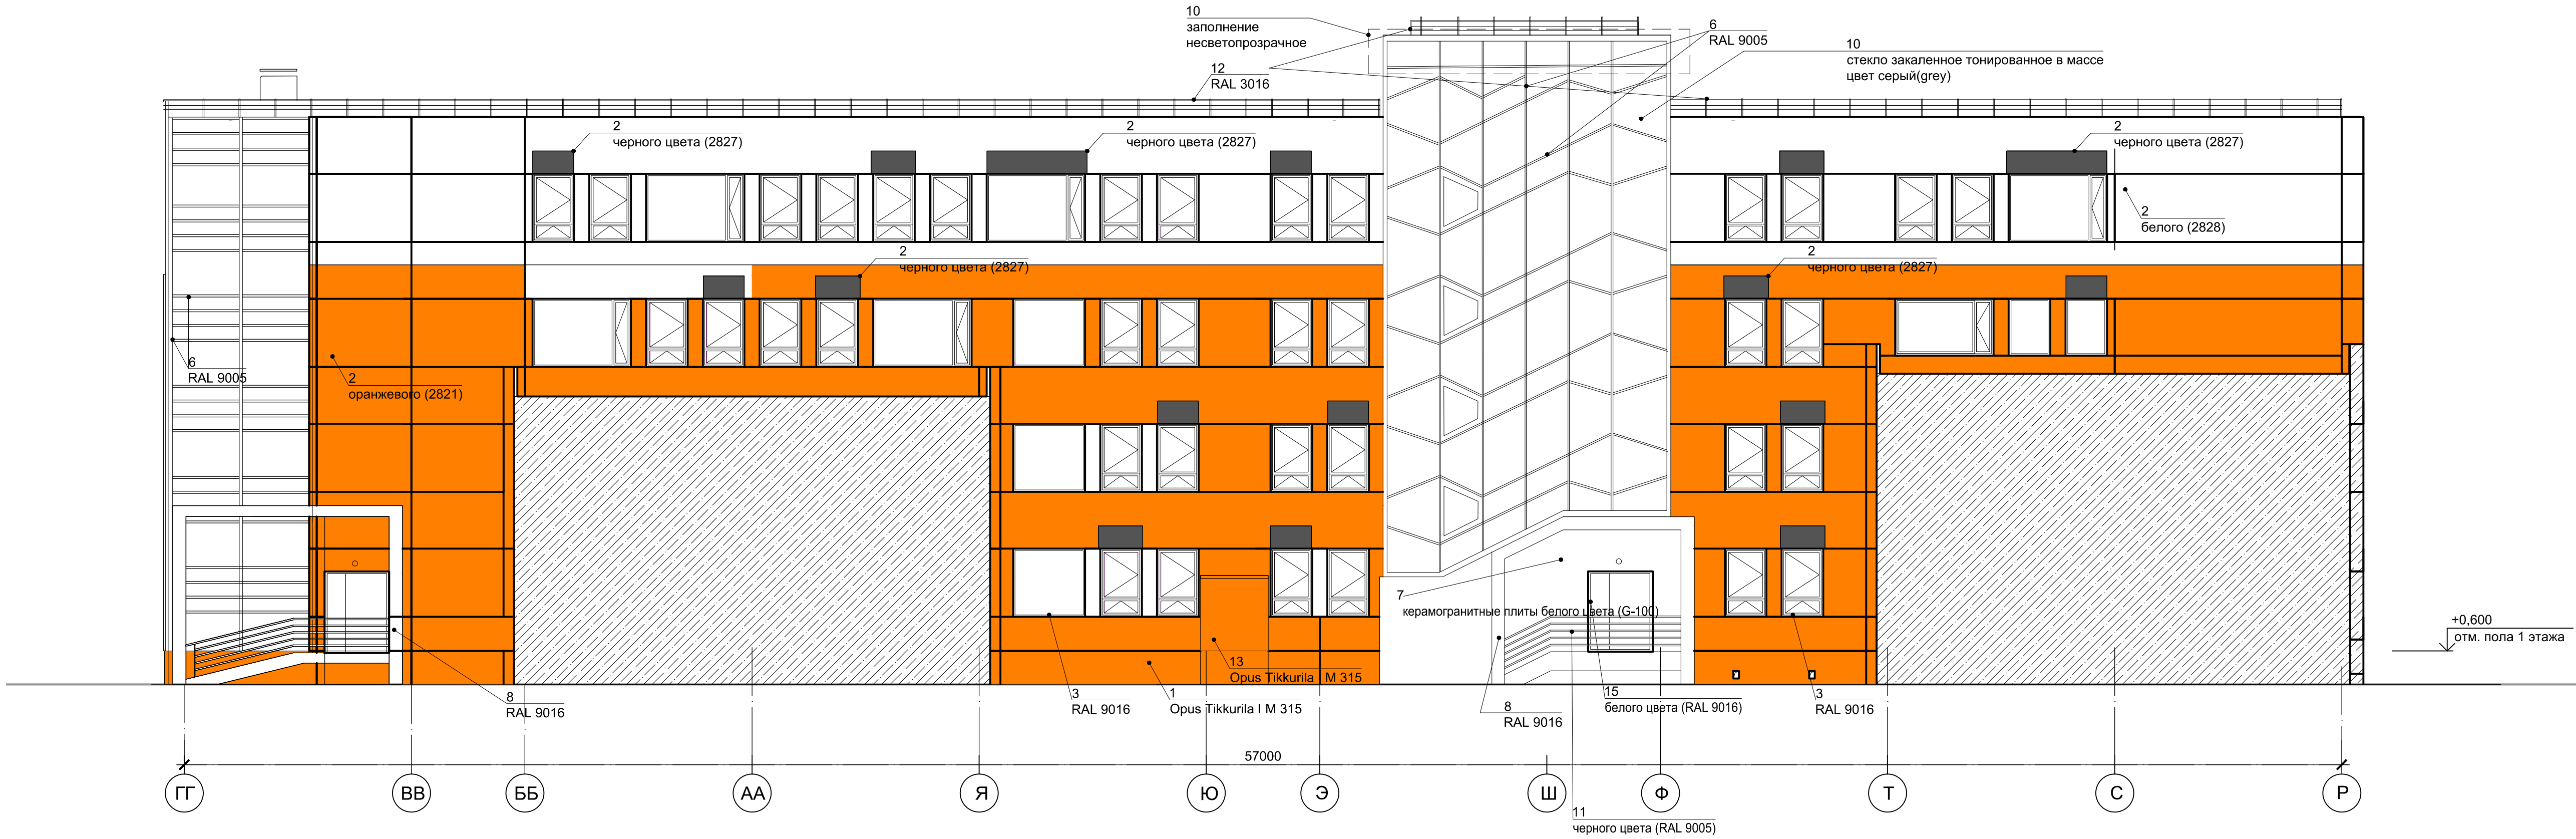 10
заполнение
несветопрозрачное
6
RAL 9005
10
стекло закаленное тонированное в массе
цвет серый(grey)
12
RAL 3016
2
черного цвета (2827)
2
черного цвета (2827)
2
черного цвета (2827)
2
белого (2828)
2
черного цвета (2827)
2
черного цвета (2827)
6
RAL 9005
2
оранжевого (2821)
7
керамогранитные плиты белого цвета (G-100)
+0,600
отм. пола 1 этажа
13
Opus Tikkurila I M 315
8
RAL 9016
3
RAL 9016
1
Opus Tikkurila I M 315
8
RAL 9016
15
белого цвета (RAL 9016)
3
RAL 9016
57000
ГГ
ВВ
ББ
АА
Я
Ю
Э
Ш
Ф
Т
С
Р
11
черного цвета (RAL 9005)